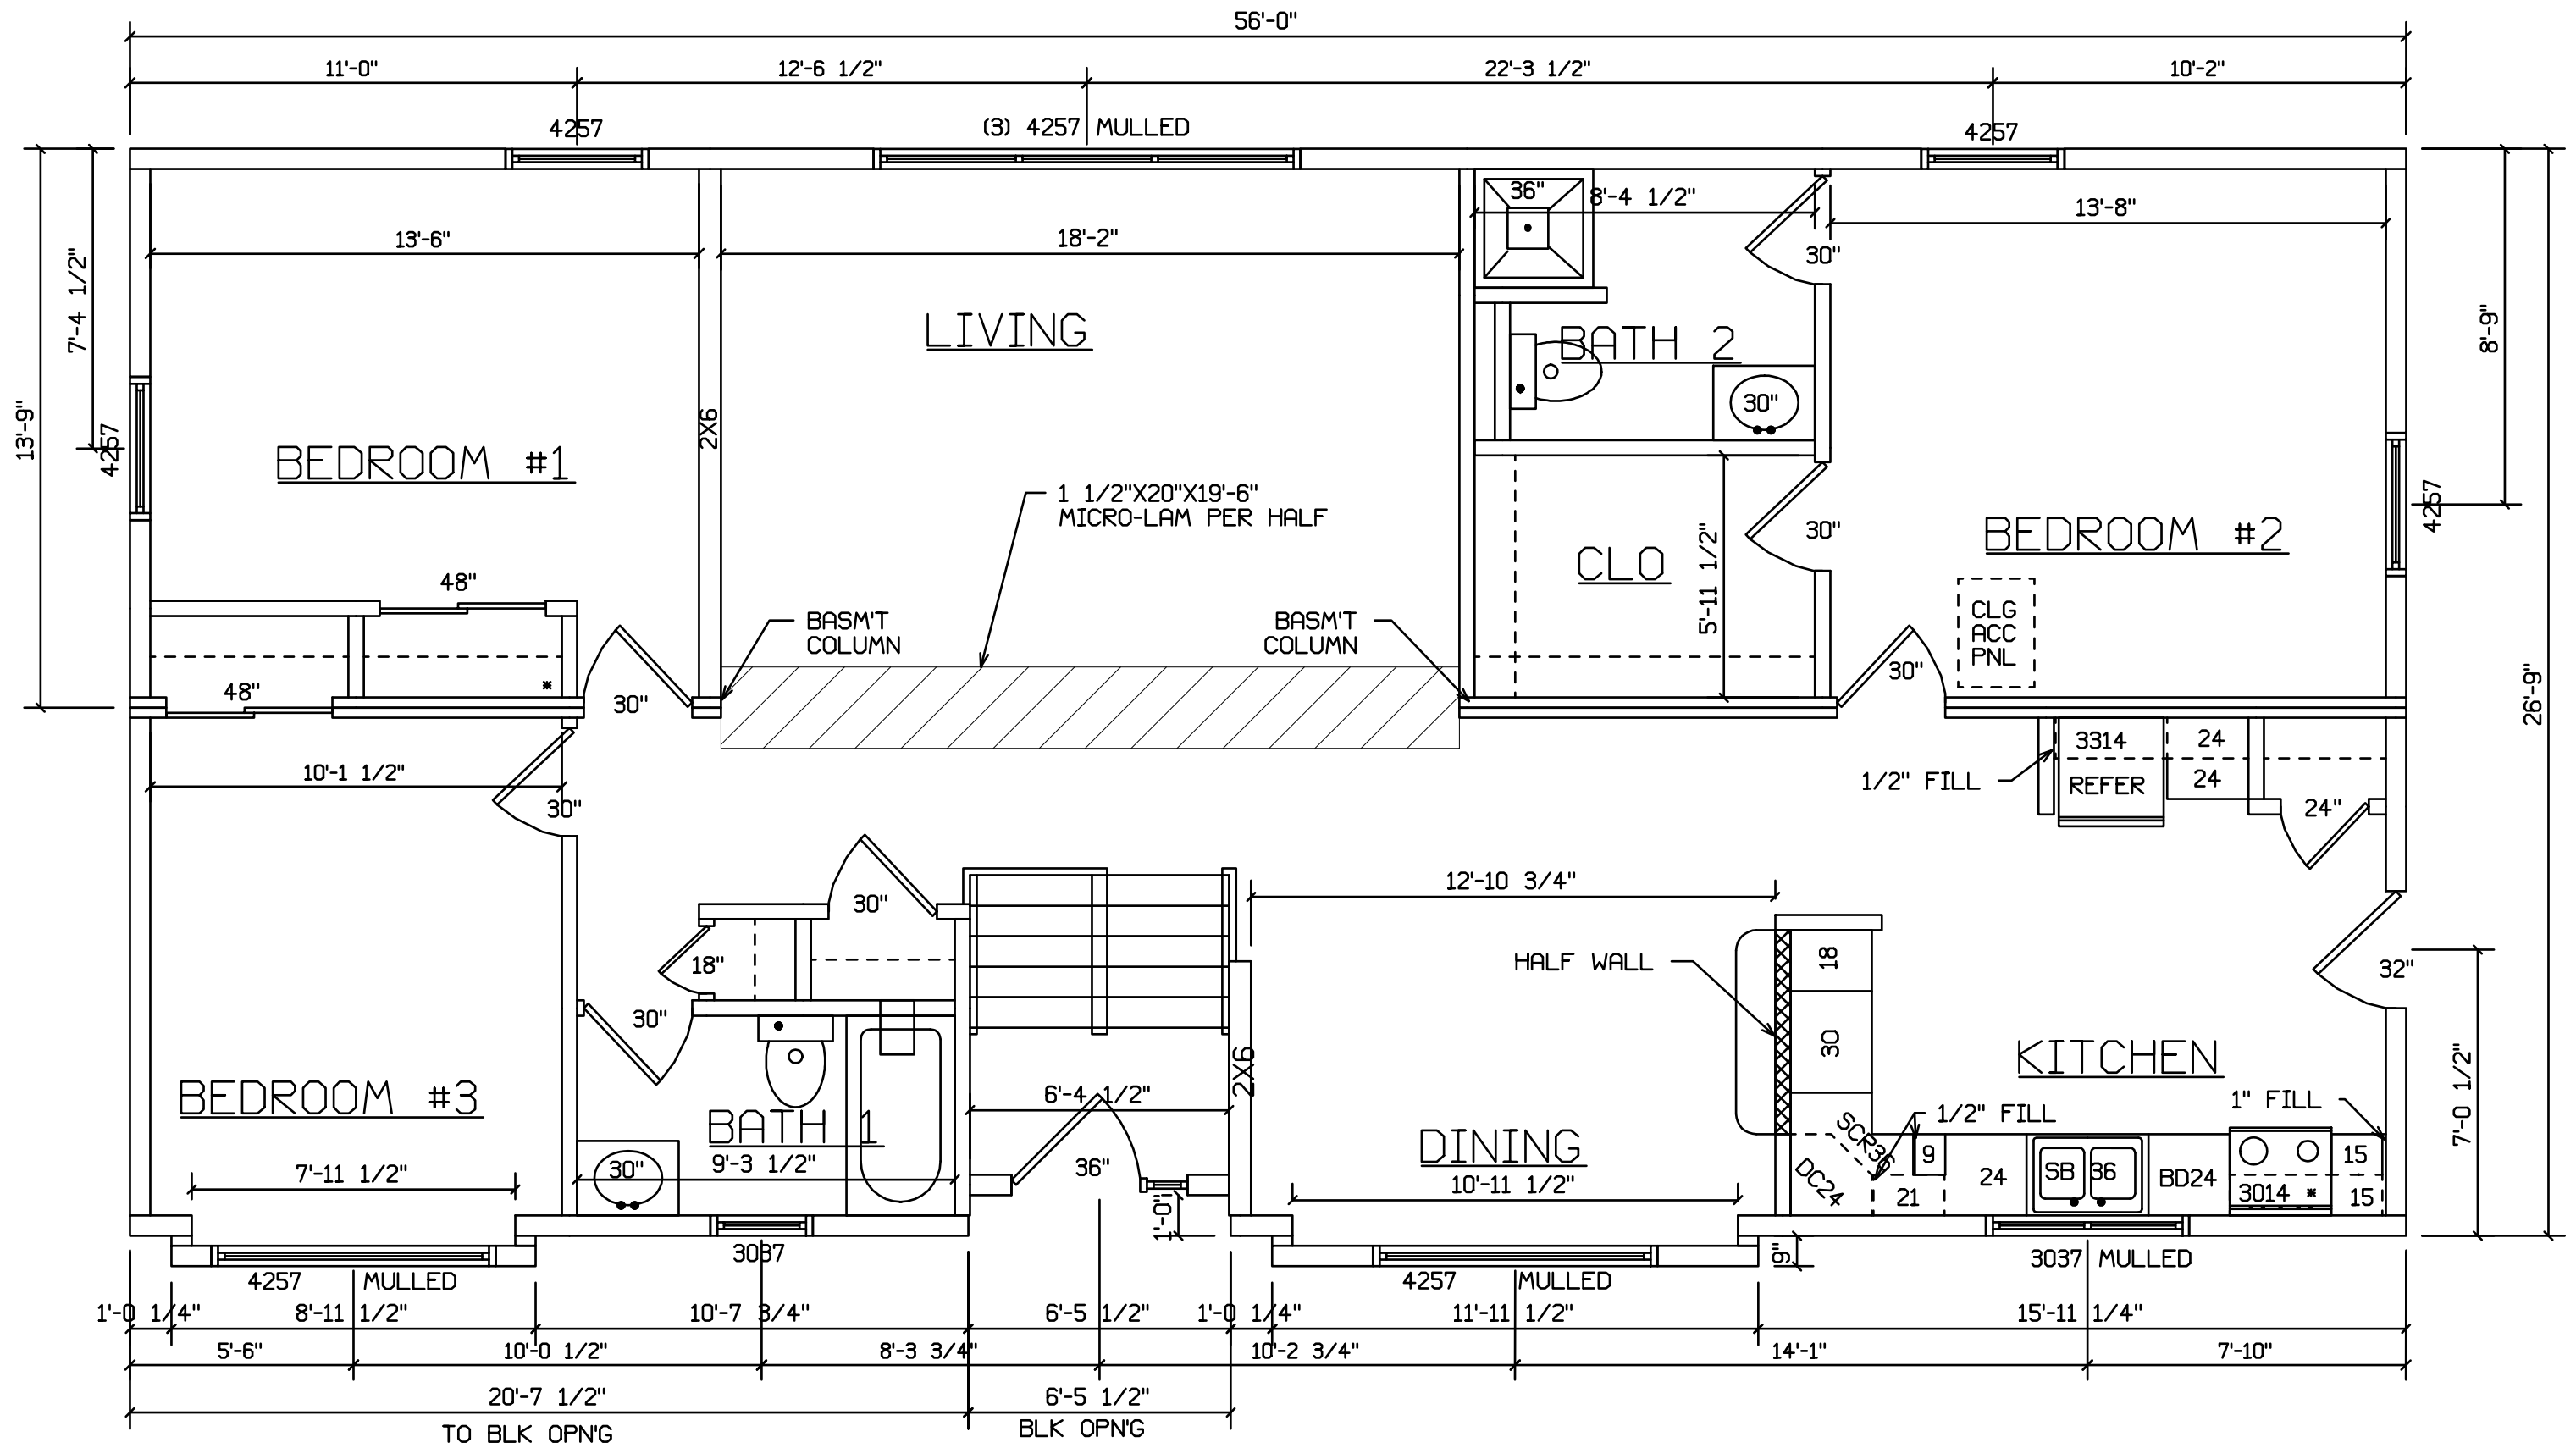 56'-0"
11'-0" 12'-6 1/2" 22'-3 1/2" 10'-2"
4257 (3) 4257 MULLED 4257
36" 8'-4 1/2" 13'-8"
13'-6" 18'-2"
30"
7'-4 1/2"
8'-9"
LIVING
BATH 2
30"
13'-9"
4257
2X6
BEDROOM #1
1 1/2"X20"X19'-6"
MICRO-LAM PER HALF
4257
30"
BEDROOM #2
CLO
5'-11 1/2"
48"
CLG
ACC
PNL
BASM'T
COLUMN
BASM'T
COLUMN
30"
26'-9"
48" *
30"
3314 24
10'-1 1/2"
1/2" FILL
REFER 24
30"
24"
12'-10 3/4"
30"
18"
HALF WALL
18
32"
30"
30
2X6
KITCHEN
7'-0 1/2"
BEDROOM #3
6'-4 1/2"
1" FILL
1/2" FILL
BATH 1
SCR36
DINING
9 15
7'-11 1/2"
30"
9'-3 1/2"
36"
10'-11 1/2"
DC24
24
SB 36
BD24
21
3014 *
15
1'-0"
9"
3037
3037 MULLED
4257 MULLED
4257 MULLED
1'-0 1/4" 8'-11 1/2" 10'-7 3/4" 6'-5 1/2" 1'-0 1/4" 11'-11 1/2" 15'-11 1/4"
5'-6" 10'-0 1/2" 8'-3 3/4" 10'-2 3/4" 14'-1" 7'-10"
20'-7 1/2" 6'-5 1/2"
TO BLK OPN'G BLK OPN'G